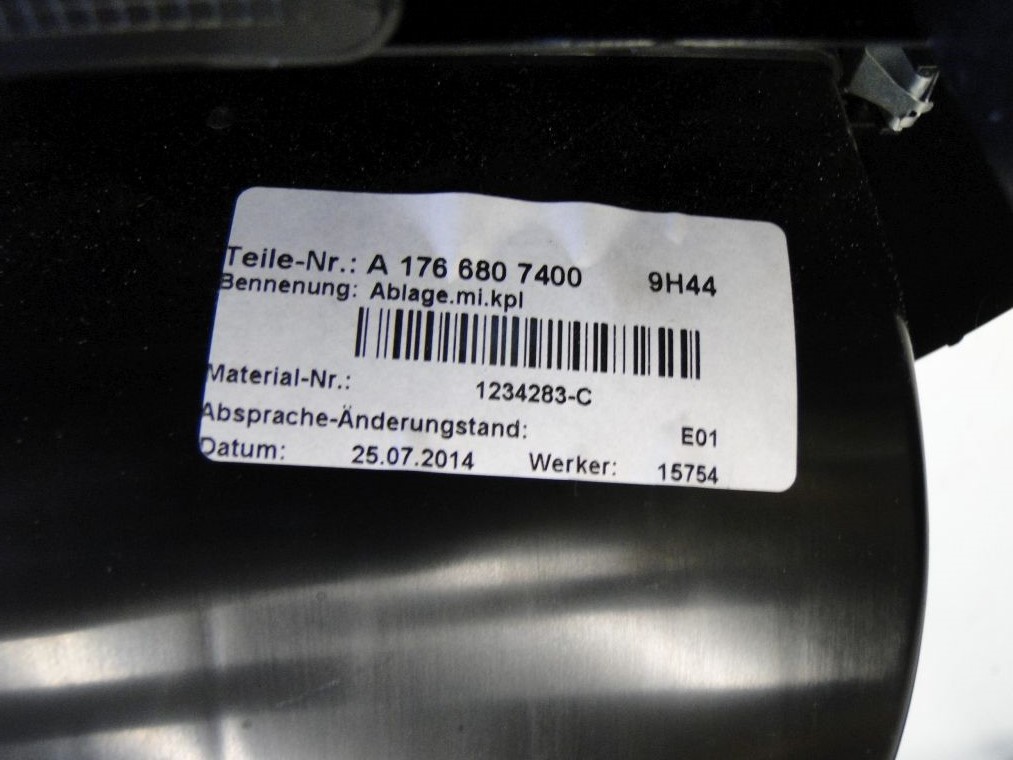 Teile-Nr.: A 176 680 7400 9H44
Bennenung: Ablage.mi.kpl
Material-Nr.: 1234283-C
Absprache-Änderungstand: E01
Datum: 25.07.2014 Werker: 15754